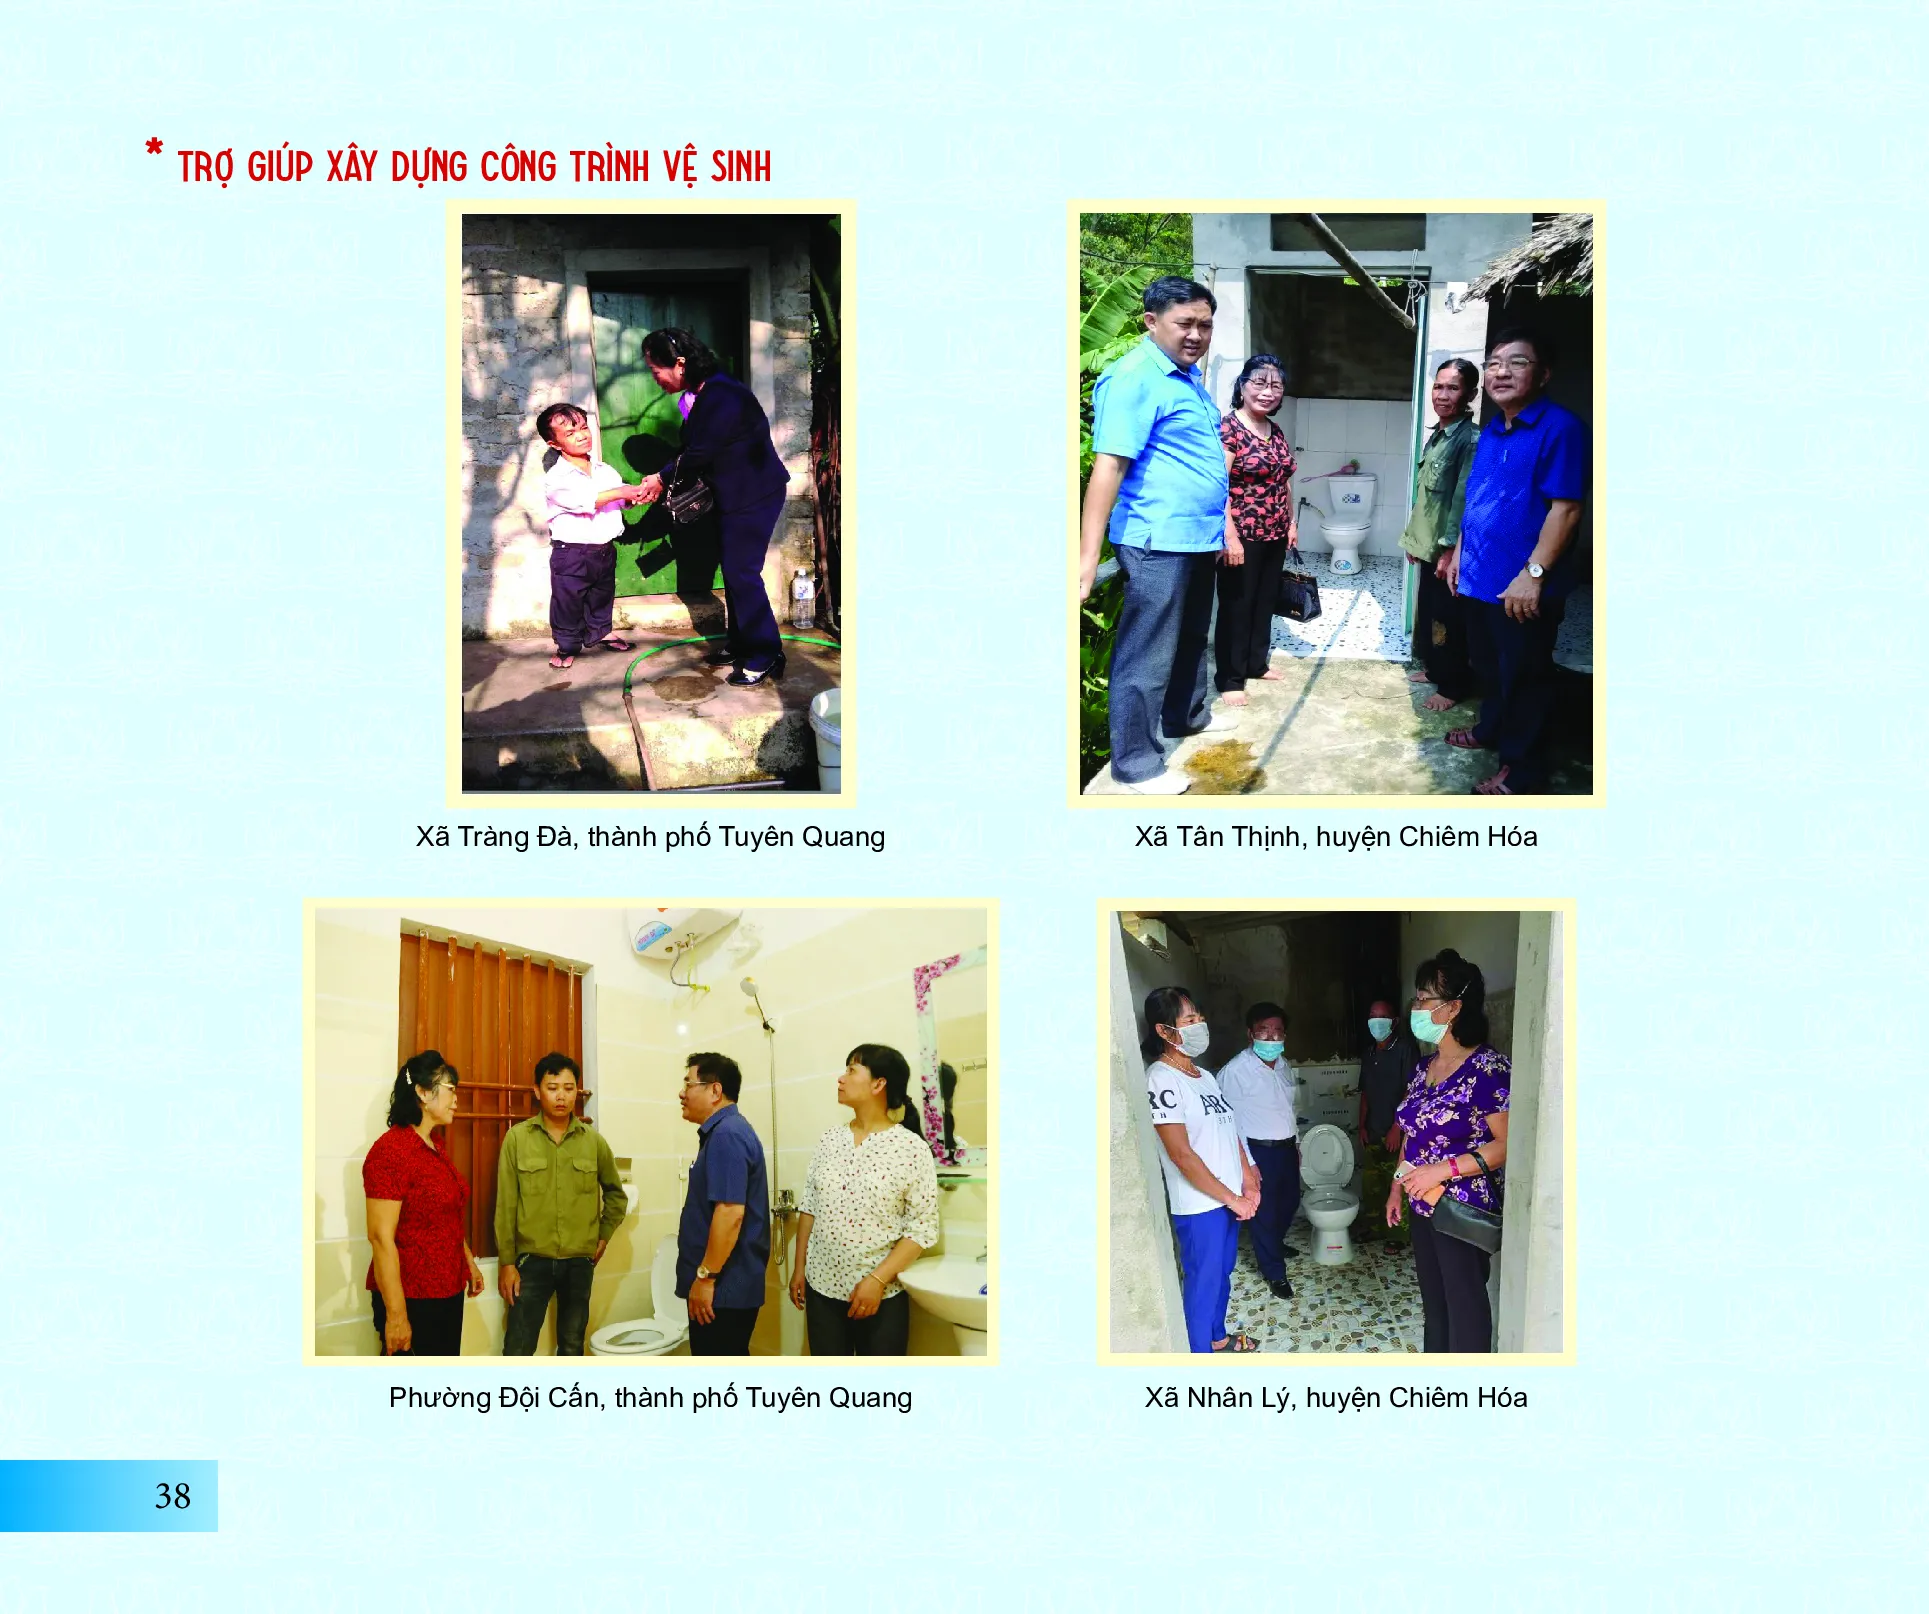 * TRỢ GIÚP XÂY DỰNG CÔNG TRÌNH VỆ SINH
Xã Tràng Đà, thành phố Tuyên Quang
Xã Tân Thịnh, huyện Chiêm Hóa
ARC
Phường Đội Cấn, thành phố Tuyên Quang
Xã Nhân Lý, huyện Chiêm Hóa
38